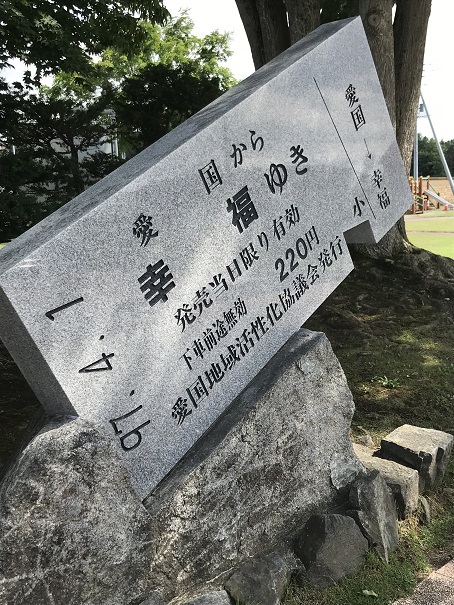 愛国から
幸福ゆき
発売当日限り有効
下車前途無効 220円
愛国地域活性化協議会発行
愛国→幸福
小
1.4.-1.